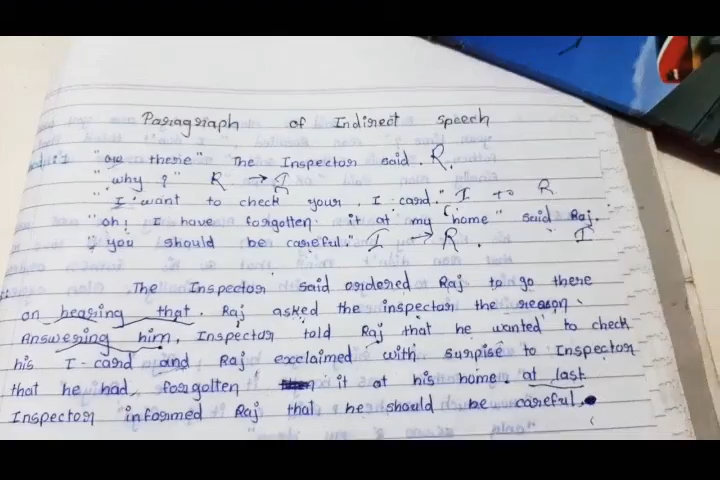 Paragraph of Indirect speech
"Go there" The Inspector said R.
"why?" R → I
"I want to check your I card." I to R
"oh! I have forgotten it at my home" said Raj.
"you should be careful." I → R. I
The Inspector said ordered Raj to go there
on hearing that. Raj asked the inspector the reason.
Answering him, Inspector told Raj that he wanted to check
his I-card and Raj exclaimed with surprise to Inspector
that he had forgotten it at his home. at last
Inspector informed Raj that he should be careful.